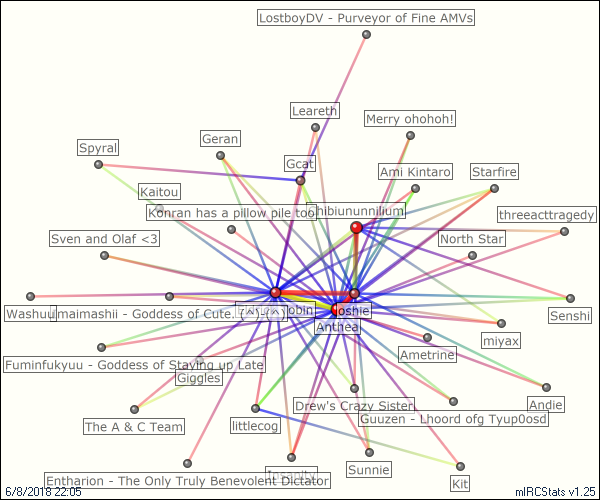 LostboyDV - Purveyor of Fine AMVs
Leareth
Merry ohohoh!
Geran
Spyral
Gcat
Ami Kintaro
Starfire
Kaitou
Konran has a pillow pile too
chibiununnilium
threeacttragedy
Sven and Olaf <3
North Star
Washuu
maimashii - Goddess of Cute.
Yoshie
Senshi
Anthea
miyax
Ametrine
Fuminfukyuu - Goddess of Staying up Late
Giggles
Drew's Crazy Sister
Andie
The A & C Team
littlecog
Guuzen - Lhoord ofg Tyup0osd
Entharion - The Only Truly Benevolent Dictator
Insanity
Sunnie
Kit
6/8/2018 22:05
mIRCStats v1.25